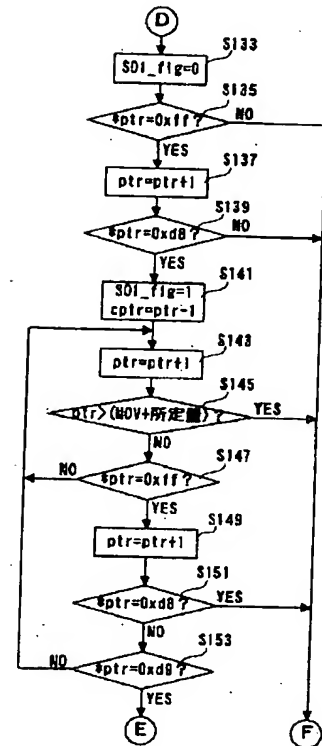 D
S133
SOI_flg=0
S135
*ptr=0xff?
NO
YES
S137
ptr=ptr+1
S139
*ptr=0xd8?
NO
YES
S141
SOI_flg=1
cptr=ptr-1
S143
ptr=ptr+1
S145
ptr>(MOV+所定量)?
YES
NO
S147
NO
*ptr=0xff?
YES
S149
ptr=ptr+1
S151
*ptr=0xd8?
YES
NO
S153
NO
*ptr=0xd9?
YES
E
F